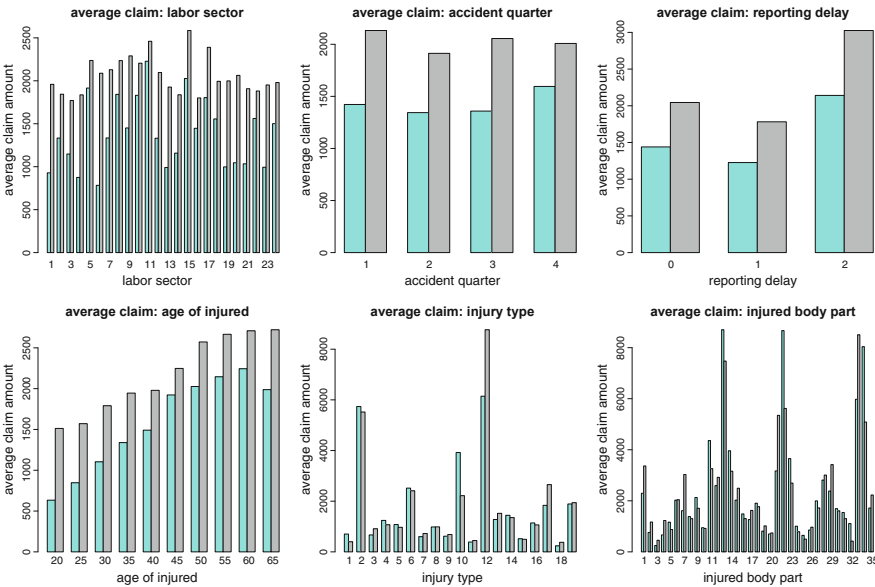 average claim: labor sector
average claim amount
0 500 1000 1500 2000 2500
1 3 5 7 9 11 13 15 17 19 21 23
labor sector
average claim: accident quarter
average claim amount
0 500 1000 1500 2000
1 2 3 4
accident quarter
average claim: reporting delay
average claim amount
0 500 1000 1500 2000 2500 3000
0 1 2
reporting delay
average claim: age of injured
average claim amount
0 500 1000 1500 2000 2500
20 25 30 35 40 45 50 55 60 65
age of injured
average claim: injury type
average claim amount
0 2000 4000 6000 8000
1 2 3 4 5 6 7 8 9 10 12 14 16 18
injury type
average claim: injured body part
average claim amount
0 2000 4000 6000 8000
1 3 5 7 9 11 14 17 20 23 26 29 32 35
injured body part